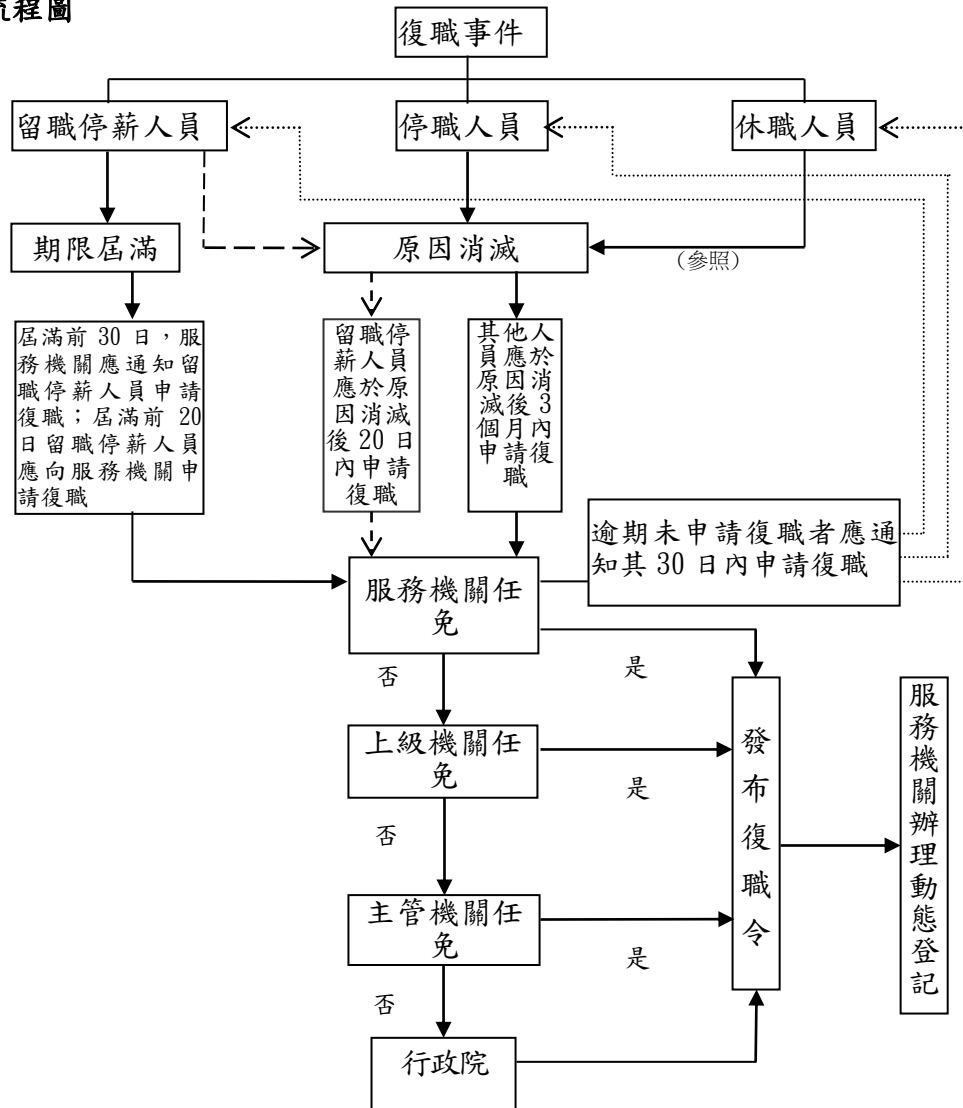 流程圖
復職事件
留職停薪人員
停職人員
休職人員
期限屆滿
原因消滅
（參照）
屆滿前 30 日，服
務機關應通知留
職停薪人員申請
復職；屆滿前 20
日留職停薪人員
應向服務機關申
請復職
留職停
薪人員
應於原
因消滅
後 20 日
內申請
復職
其他人
員應於
原因消
滅後 3
個月內
申請復
職
逾期未申請復職者應通
知其 30 日內申請復職
服務機關任
免
否
是
上級機關任
免
是
否
主管機關任
免
是
否
行政院
發布復職令
服務機關辦理動態登記